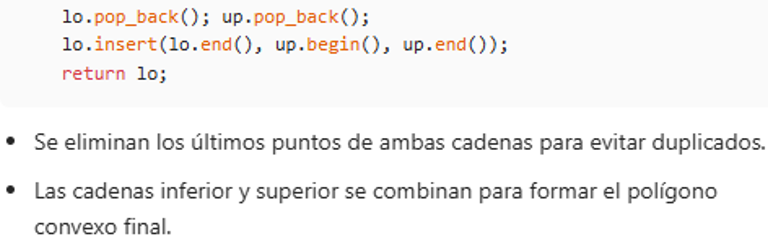 lo.pop_back(); up.pop_back();
lo.insert(lo.end(), up.begin(), up.end());
return lo;
Se eliminan los últimos puntos de ambas cadenas para evitar duplicados.
Las cadenas inferior y superior se combinan para formar el polígono
convexo final.